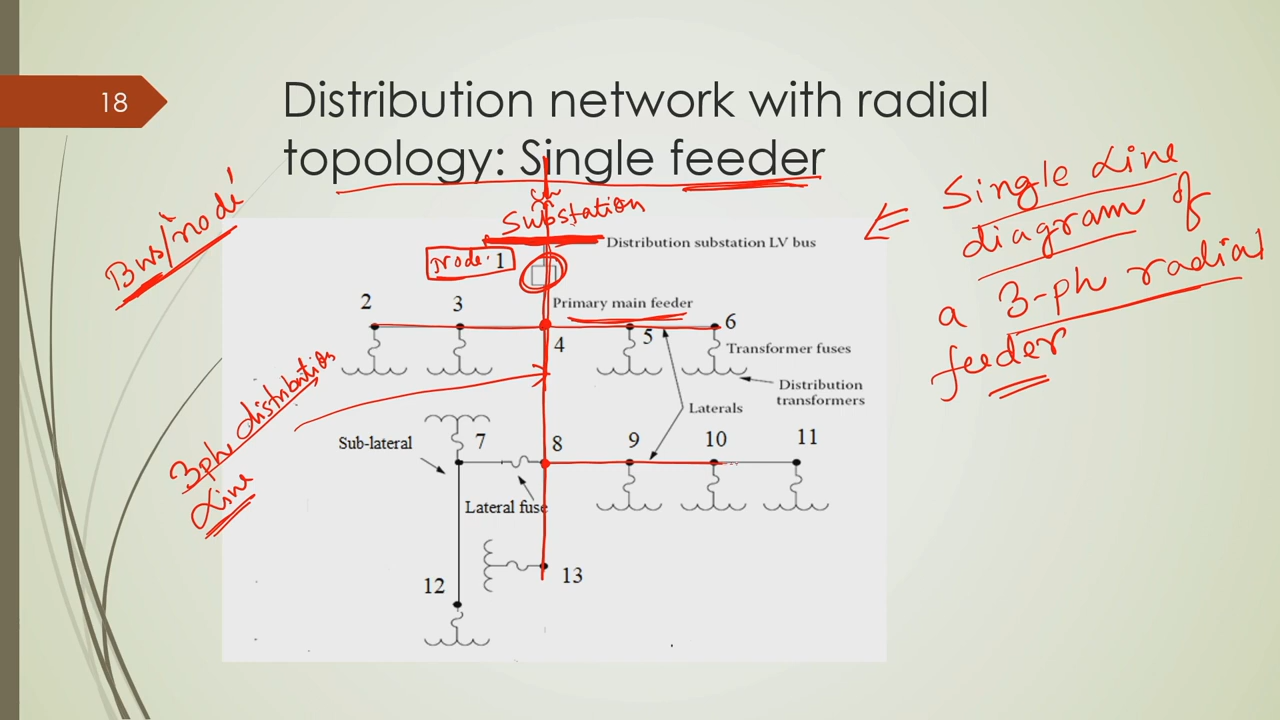 18
Distribution network with radial
topology: Single feeder
Bus/node
Substation
Single Line
diagram of
a 3-ph radial
feeder
Distribution substation LV bus
Node: 1
Primary main feeder
2
3
4
5
6
Transformer fuses
Distribution
transformers
Laterals
3ph distribution
Line
Sub-lateral
7
8
9
10
11
Lateral fuse
12
13